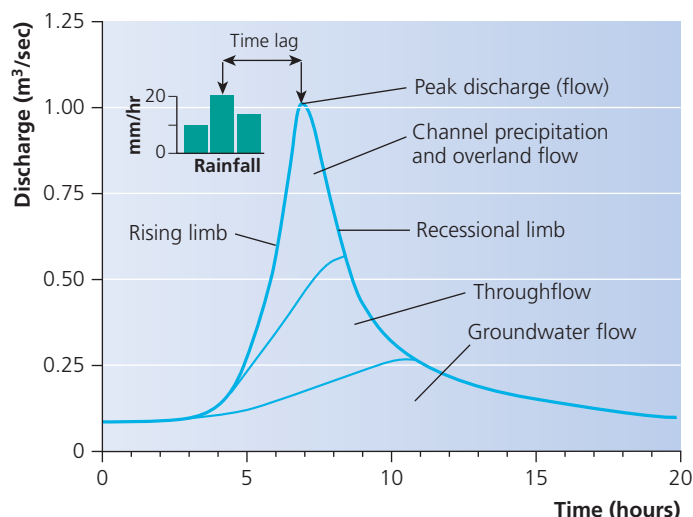 1.25
Discharge (m³/sec)
1.00
0.75
0.50
0.25
0
Time lag
20
mm/hr
0
Rainfall
Peak discharge (flow)
Channel precipitation
and overland flow
Rising limb
Recessional limb
Throughflow
Groundwater flow
0
5
10
15
20
Time (hours)